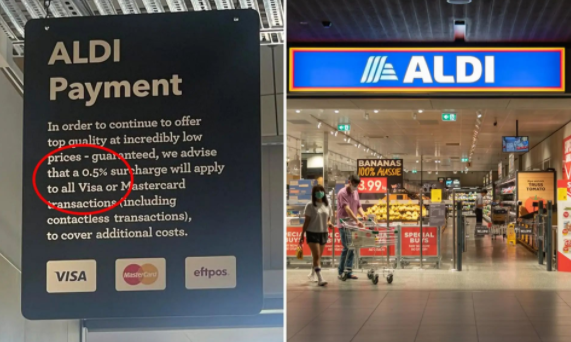 ALDI
Payment
In order to continue to offer
top quality at incredibly low
prices - guaranteed, we advise
that a 0.5% surcharge will apply
to all Visa or Mastercard
transactions (including
contactless transactions),
to cover additional costs.
VISA
MasterCard
eftpos
ALDI
BANANAS
100% AUSSIE
3.99
SPECIAL
BUYS